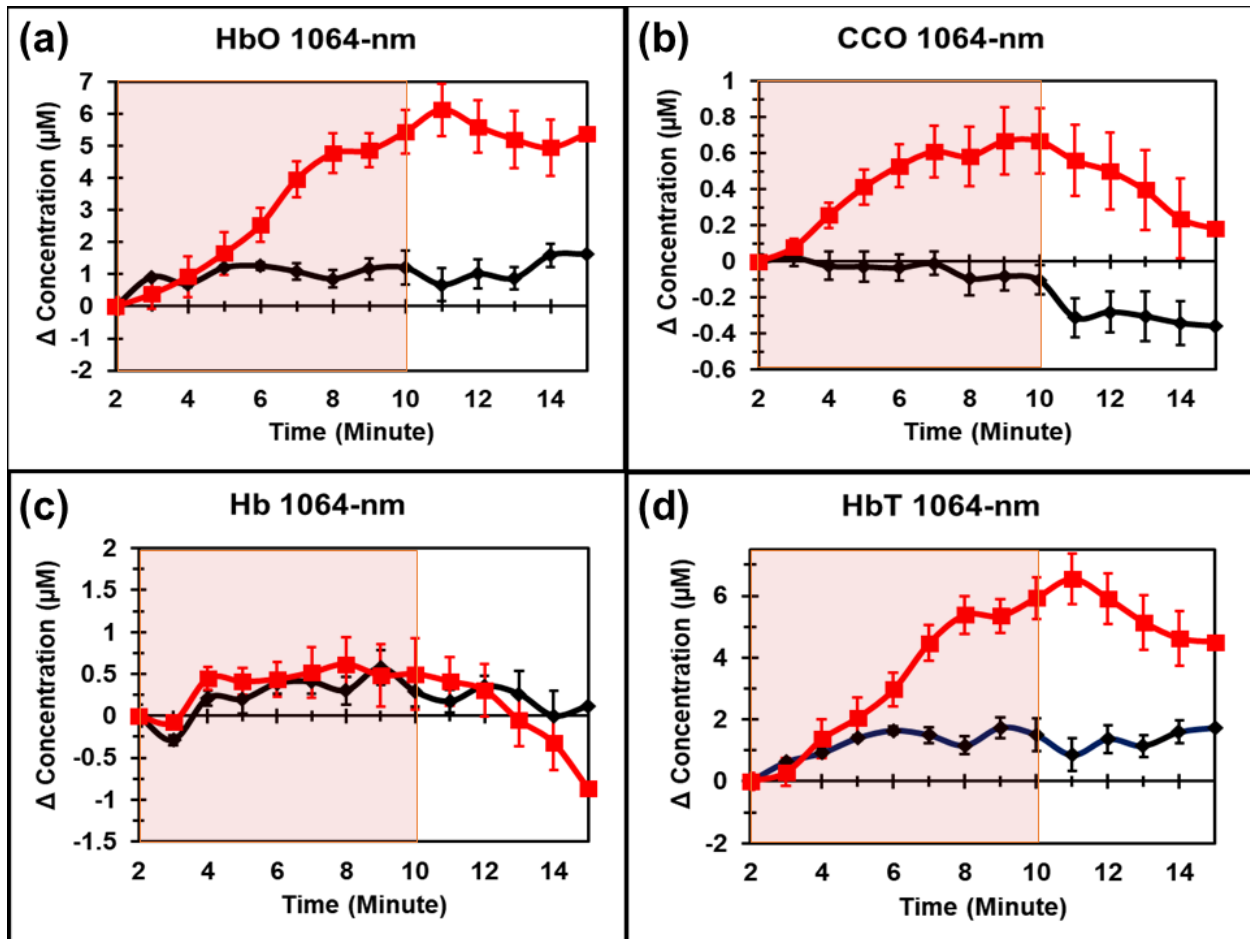 (a)
HbO 1064-nm
Δ Concentration (µM)
7
6
5
4
3
2
1
0
-1
-2
2 4 6 8 10 12 14
Time (Minute)
(b)
CCO 1064-nm
Δ Concentration (µM)
1
0.8
0.6
0.4
0.2
0
-0.2
-0.4
-0.6
2 4 6 8 10 12 14
Time (Minute)
(c)
Hb 1064-nm
Δ Concentration (µM)
2
1.5
1
0.5
0
-0.5
-1
-1.5
2 4 6 8 10 12 14
Time (Minute)
(d)
HbT 1064-nm
Δ Concentration (µM)
6
4
2
0
-2
2 4 6 8 10 12 14
Time (Minute)